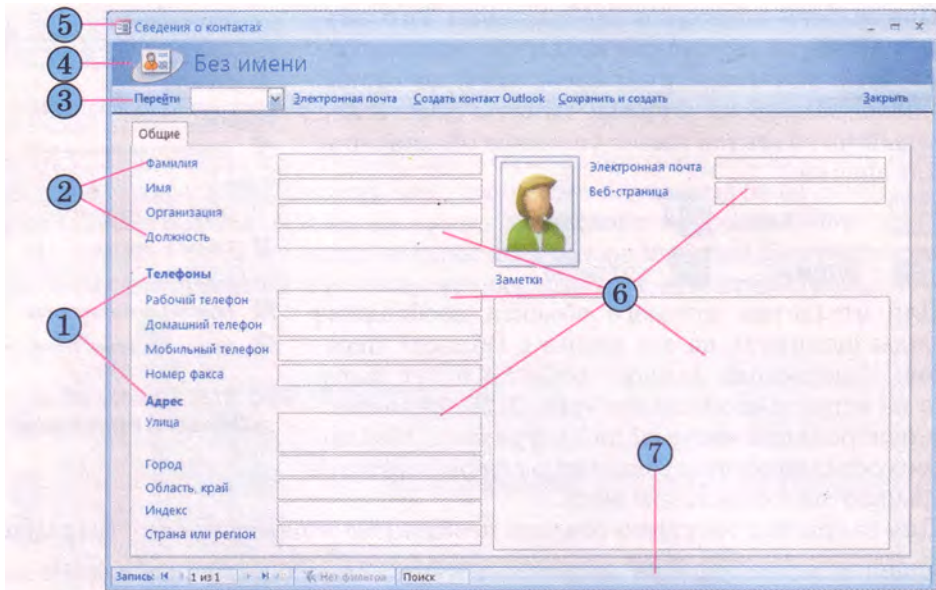 5 Сведения о контактах
4 Без имени
3 Перейти Электронная почта Создать контакт Outlook Сохранить и создать Закрыть
Общие
Фамилия
Имя
Организация
Должность
2
Электронная почта
Веб-страница
Заметки
Телефоны
Рабочий телефон
Домашний телефон
Мобильный телефон
Номер факса
1
6
Адрес
Улица
Город
Область, край
Индекс
Страна или регион
7
Запись: 1 из 1 Нет фильтра Поиск